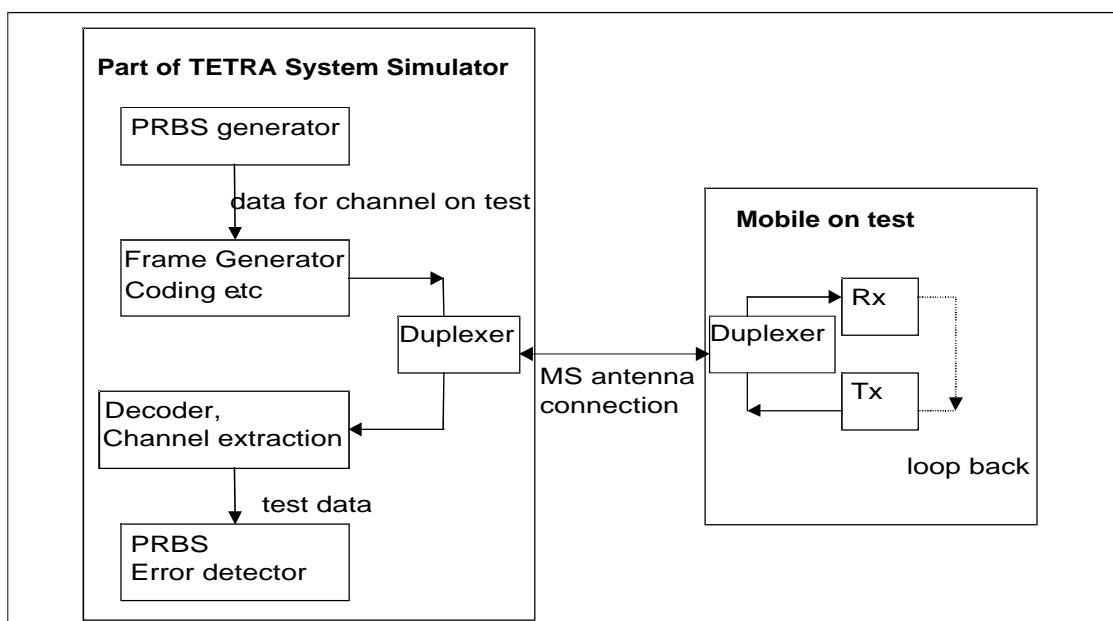 Part of TETRA System Simulator
PRBS generator
data for channel on test
Frame Generator
Coding etc
Duplexer
Decoder,
Channel extraction
test data
PRBS
Error detector
MS antenna
connection
Mobile on test
Rx
Duplexer
Tx
loop back